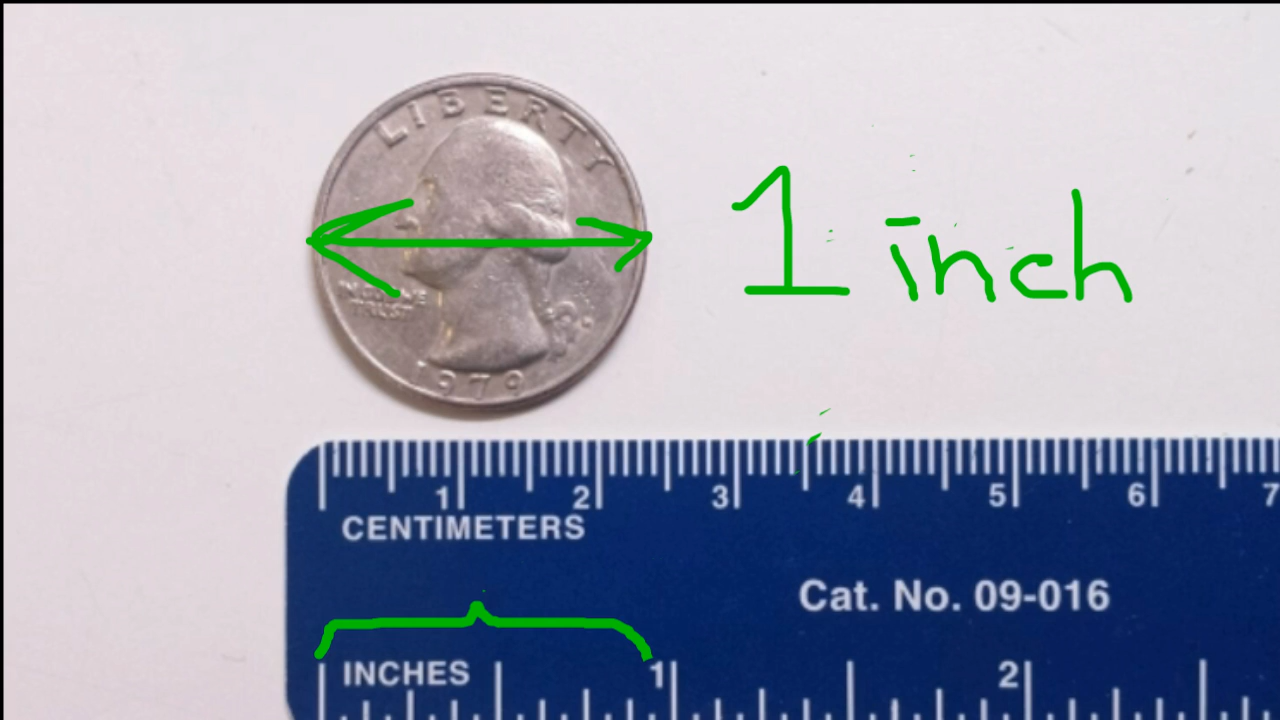 LIBERTY
IN GOD WE
TRUST
1979
1 inch
1 2 3 4 5 6 7
CENTIMETERS
Cat. No. 09-016
INCHES 1 2